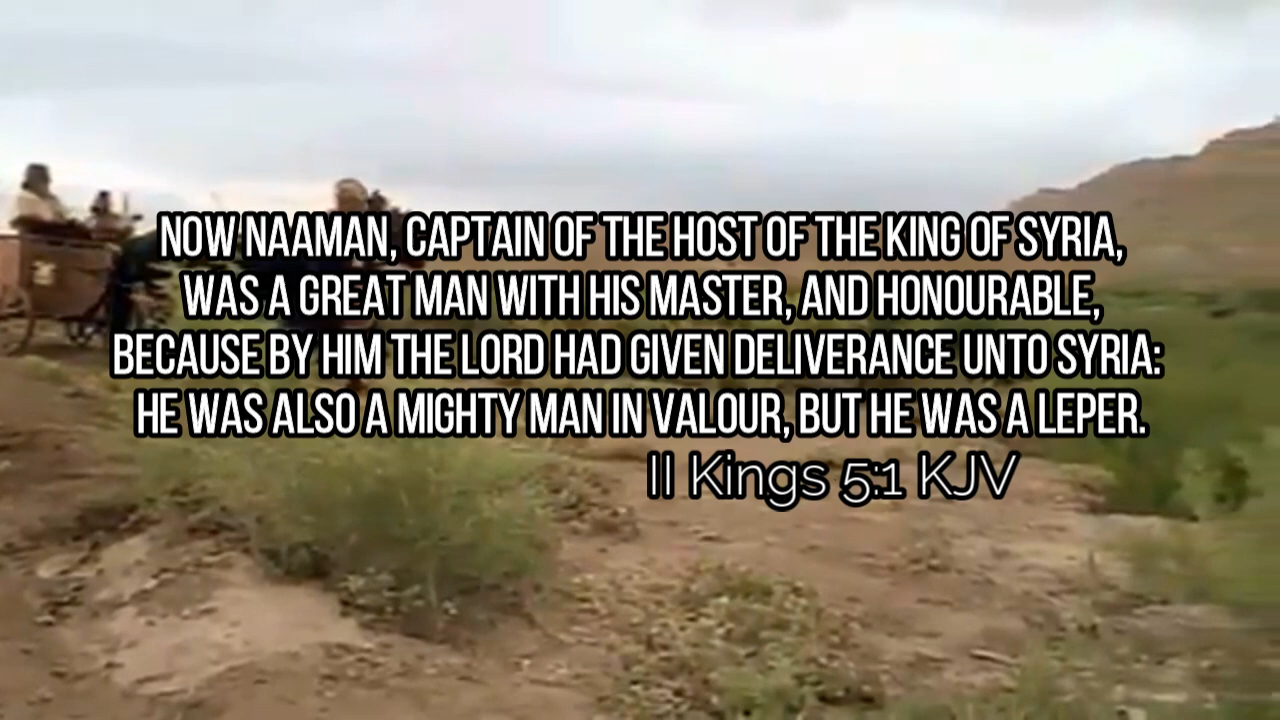 NOW NAAMAN, CAPTAIN OF THE HOST OF THE KING OF SYRIA,
WAS A GREAT MAN WITH HIS MASTER, AND HONOURABLE,
BECAUSE BY HIM THE LORD HAD GIVEN DELIVERANCE UNTO SYRIA:
HE WAS ALSO A MIGHTY MAN IN VALOUR, BUT HE WAS A LEPER.
II Kings 5:1 KJV